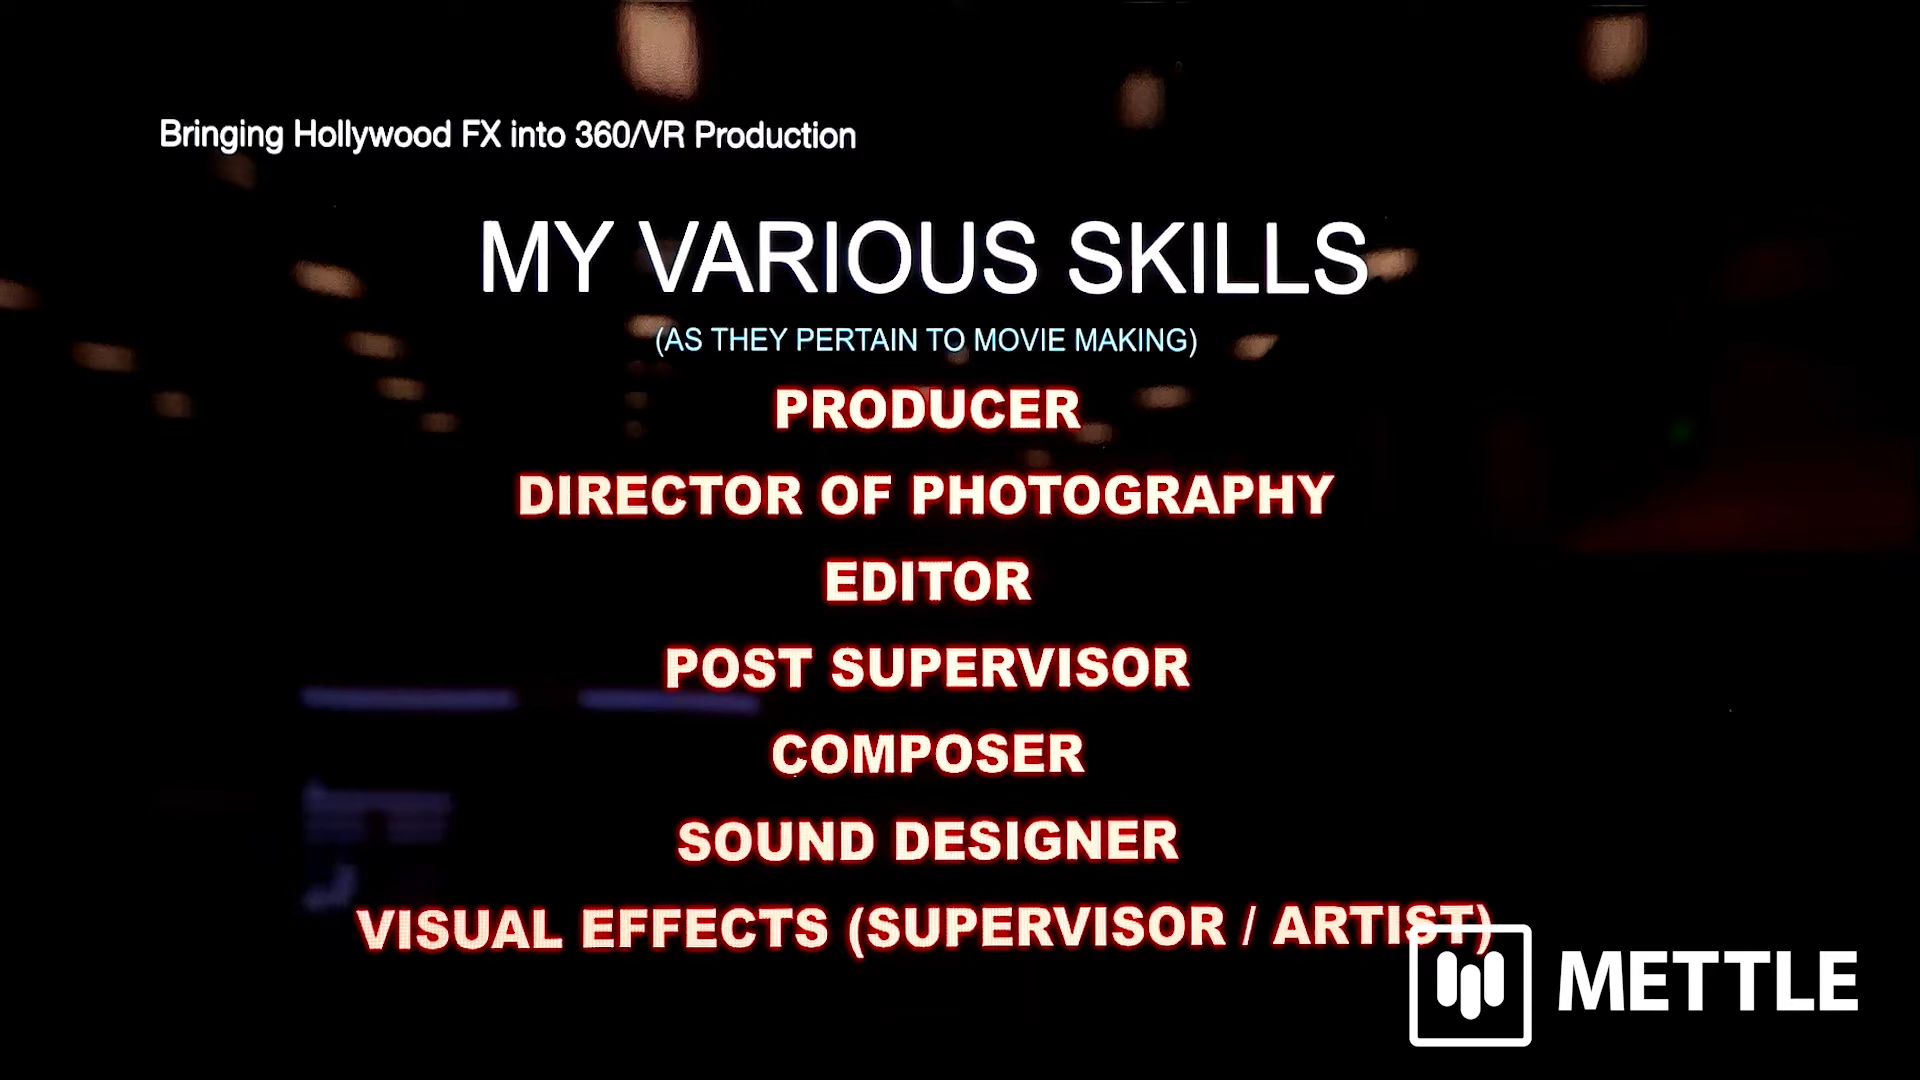 Bringing Hollywood FX into 360/VR Production
MY VARIOUS SKILLS
(AS THEY PERTAIN TO MOVIE MAKING)
PRODUCER
DIRECTOR OF PHOTOGRAPHY
EDITOR
POST SUPERVISOR
COMPOSER
SOUND DESIGNER
VISUAL EFFECTS (SUPERVISOR / ARTIST)
METTLE